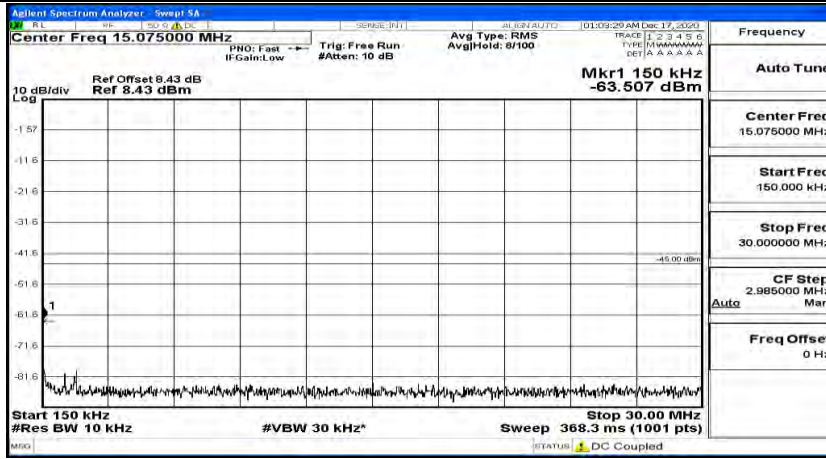 Agilent Spectrum Analyzer - Swept SA
RL RF 50 Ω DC SENSE:INT ALIGN AUTO 01:09:29 AM Dec 17, 2020
Center Freq 15.075000 MHz
PNO: Fast
IFGain:Low
Trig: Free Run
#Atten: 10 dB
Avg Type: RMS
Avg|Hold: 8/100
TRACE 1 2 3 4 5 6
TYPE MWWWWW
DET A A A A A A
Ref Offset 8.43 dB
Ref 8.43 dBm
10 dB/div
Log
Mkr1 150 kHz
-63.507 dBm
-1.57
-11.6
-21.6
-31.6
-41.6
-45.00 dBm
-51.6
-61.6
1
-71.6
-81.6
Start 150 kHz
#Res BW 10 kHz
#VBW 30 kHz*
Stop 30.00 MHz
Sweep 368.3 ms (1001 pts)
MSG
STATUS DC Coupled
Frequency
Auto Tune
Center Freq
15.075000 MHz
Start Freq
150.000 kHz
Stop Freq
30.000000 MHz
CF Step
2.985000 MHz
Auto Man
Freq Offset
0 Hz